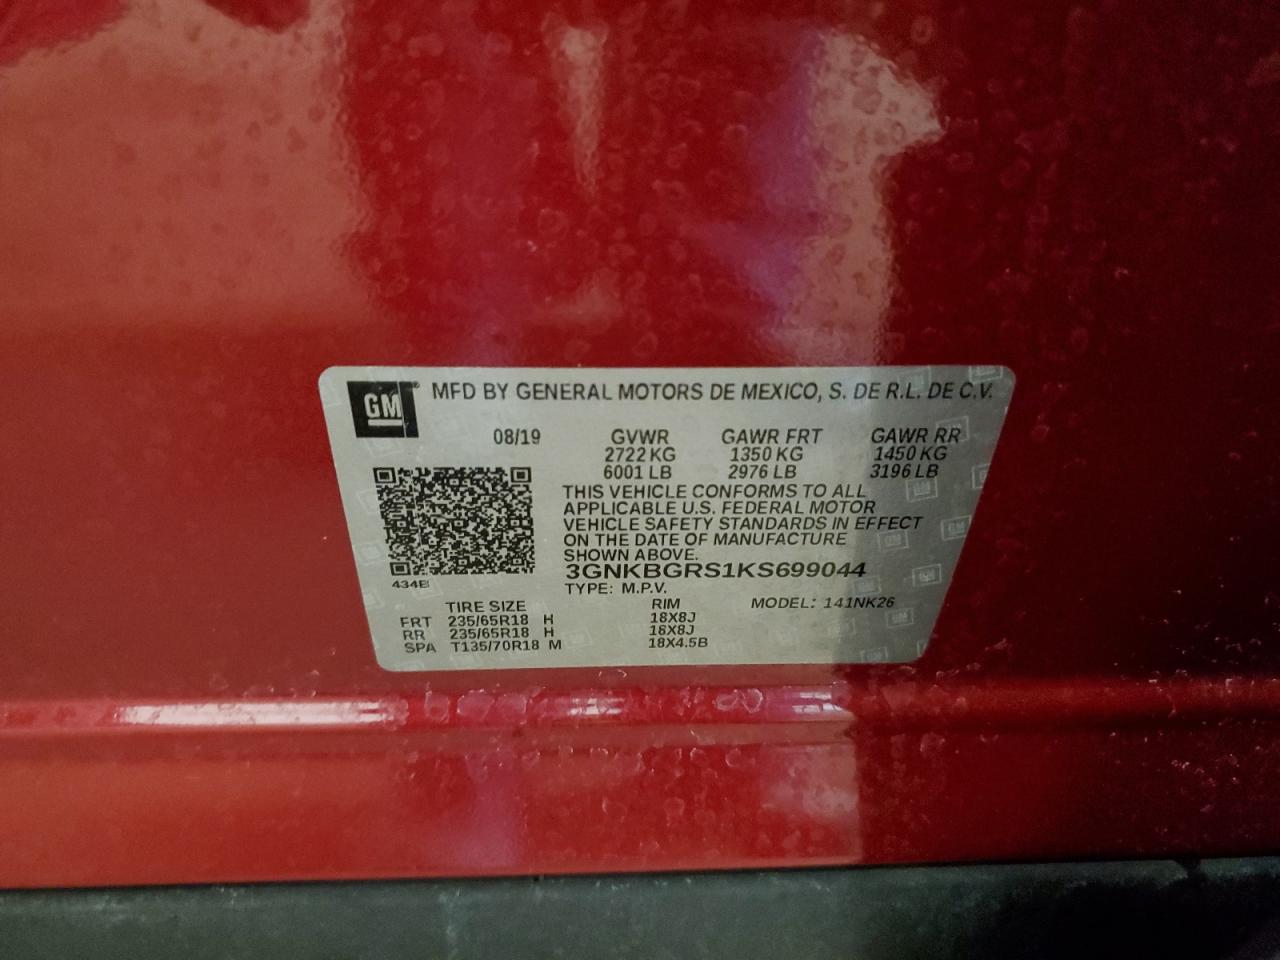 GM MFD BY GENERAL MOTORS DE MEXICO, S. DE R.L. DE C.V.
08/19 GVWR GAWR FRT GAWR RR
2722 KG 1350 KG 1450 KG
6001 LB 2976 LB 3196 LB
THIS VEHICLE CONFORMS TO ALL
APPLICABLE U.S. FEDERAL MOTOR
VEHICLE SAFETY STANDARDS IN EFFECT
ON THE DATE OF MANUFACTURE
SHOWN ABOVE.
3GNKBGRS1KS699044
434B
TYPE: M.P.V.
TIRE SIZE RIM MODEL: 141NK26
FRT 235/65R18 H 18X8J
RR 235/65R18 H 18X8J
SPA T135/70R18 M 18X4.5B